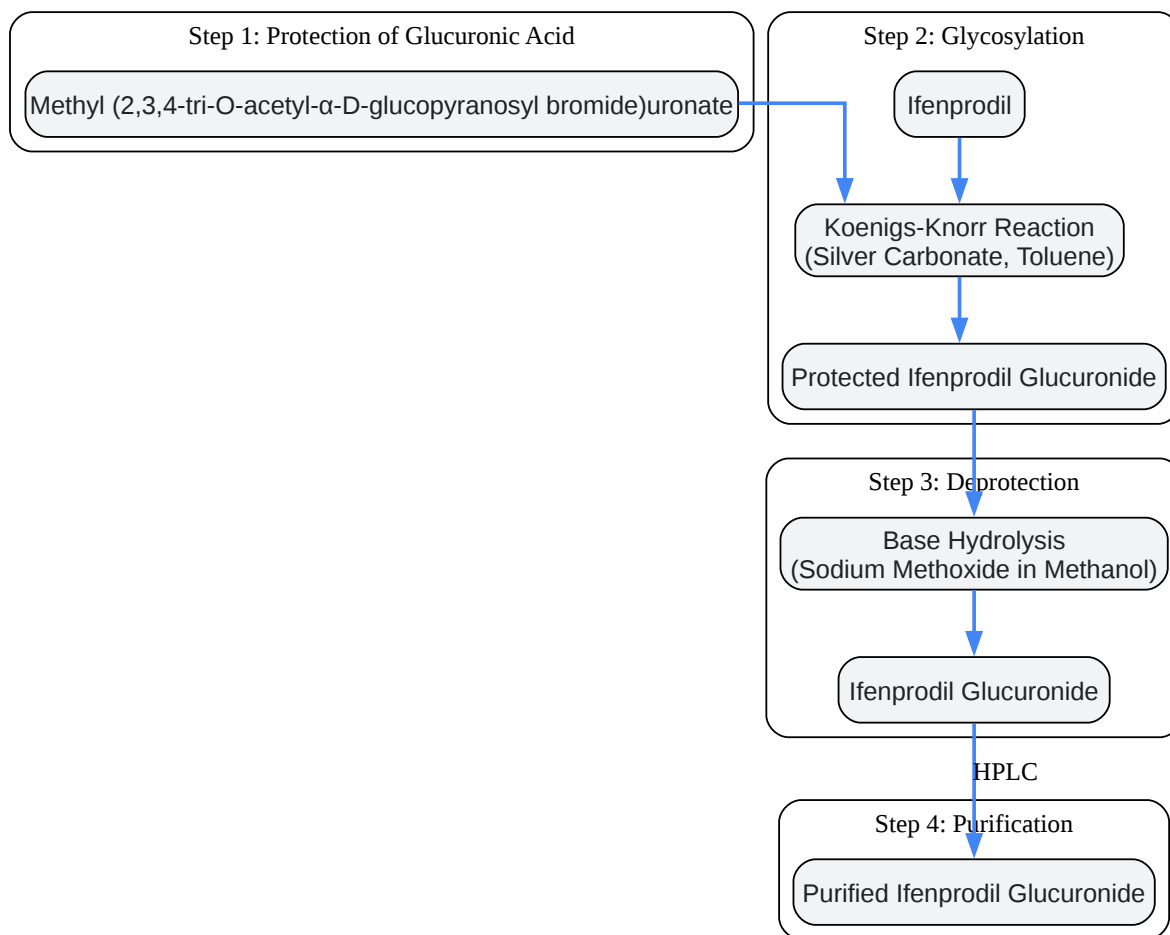 Step 1: Protection of Glucuronic Acid
Methyl (2,3,4-tri-O-acetyl-α-D-glucopyranosyl bromide)uronate
Step 2: Glycosylation
Ifenprodil
Koenigs-Knorr Reaction
(Silver Carbonate, Toluene)
Protected Ifenprodil Glucuronide
Step 3: Deprotection
Base Hydrolysis
(Sodium Methoxide in Methanol)
Ifenprodil Glucuronide
HPLC
Step 4: Purification
Purified Ifenprodil Glucuronide